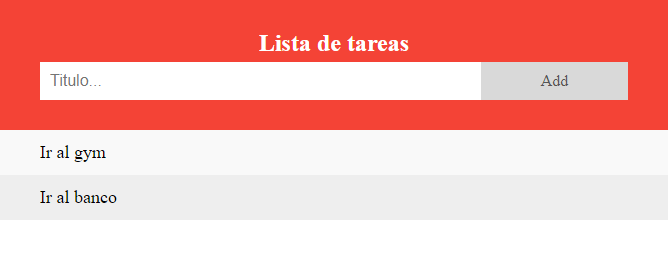 Lista de tareas
Titulo...
Add
Ir al gym
Ir al banco